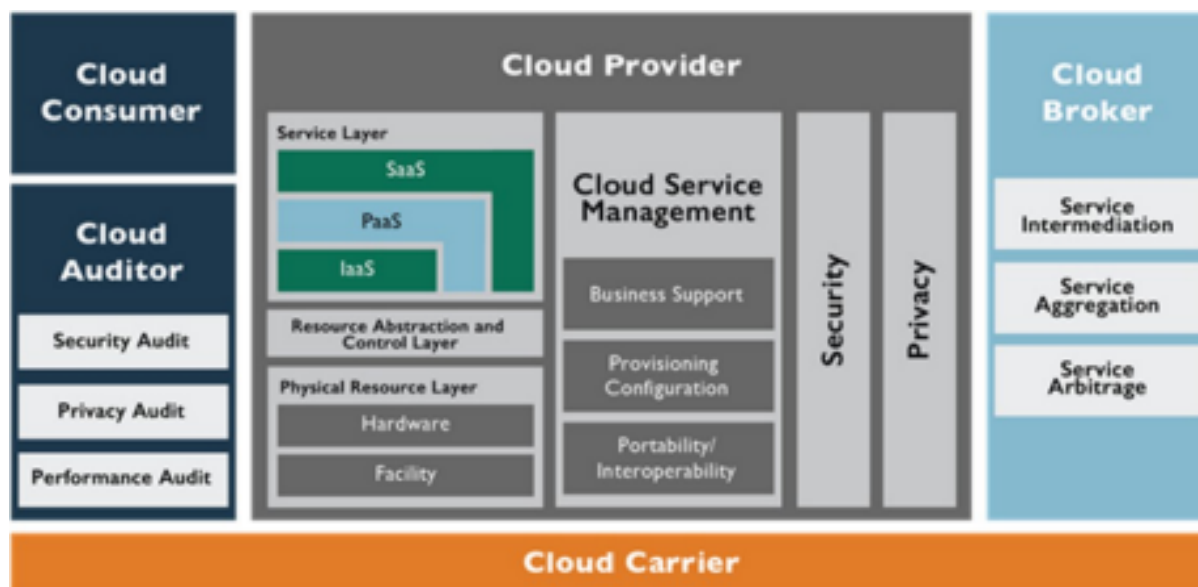 Cloud
Consumer
Cloud
Auditor
Security Audit
Privacy Audit
Performance Audit
Cloud Provider
Service Layer
SaaS
PaaS
IaaS
Resource Abstraction and
Control Layer
Physical Resource Layer
Hardware
Facility
Cloud Service
Management
Business Support
Provisioning
Configuration
Portability/
Interoperability
Security
Privacy
Cloud
Broker
Service
Intermediation
Service
Aggregation
Service
Arbitrage
Cloud Carrier